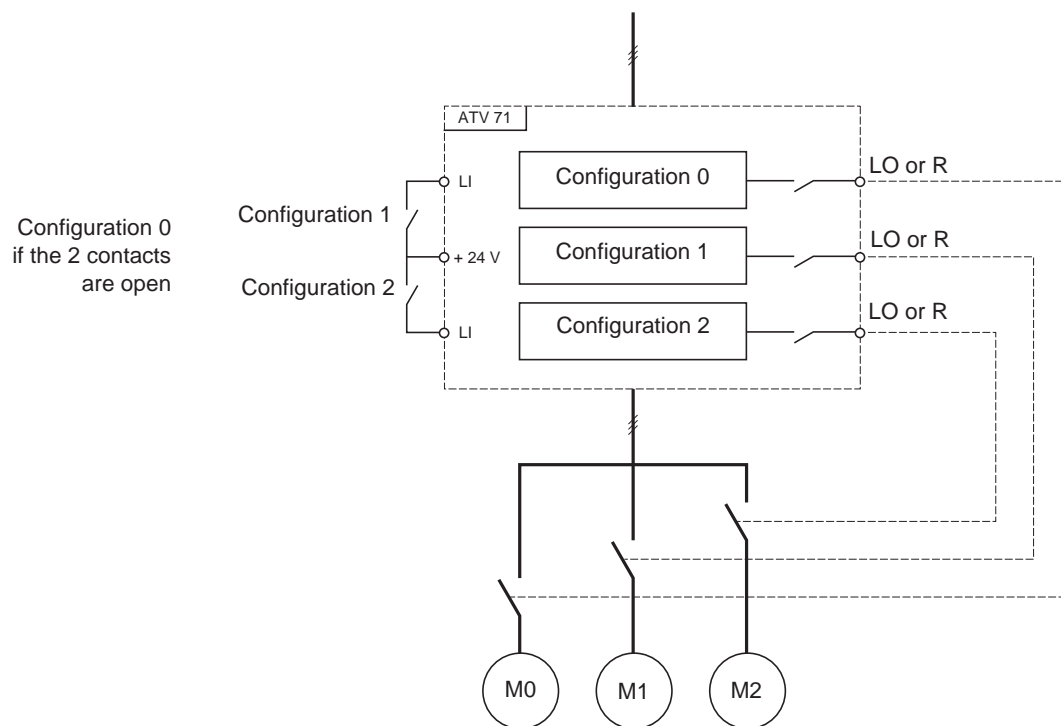 ATV 71
LI
Configuration 0
LO or R
Configuration 1
Configuration 0
if the 2 contacts
are open
+ 24 V
Configuration 1
LO or R
Configuration 2
LI
Configuration 2
LO or R
M0
M1
M2